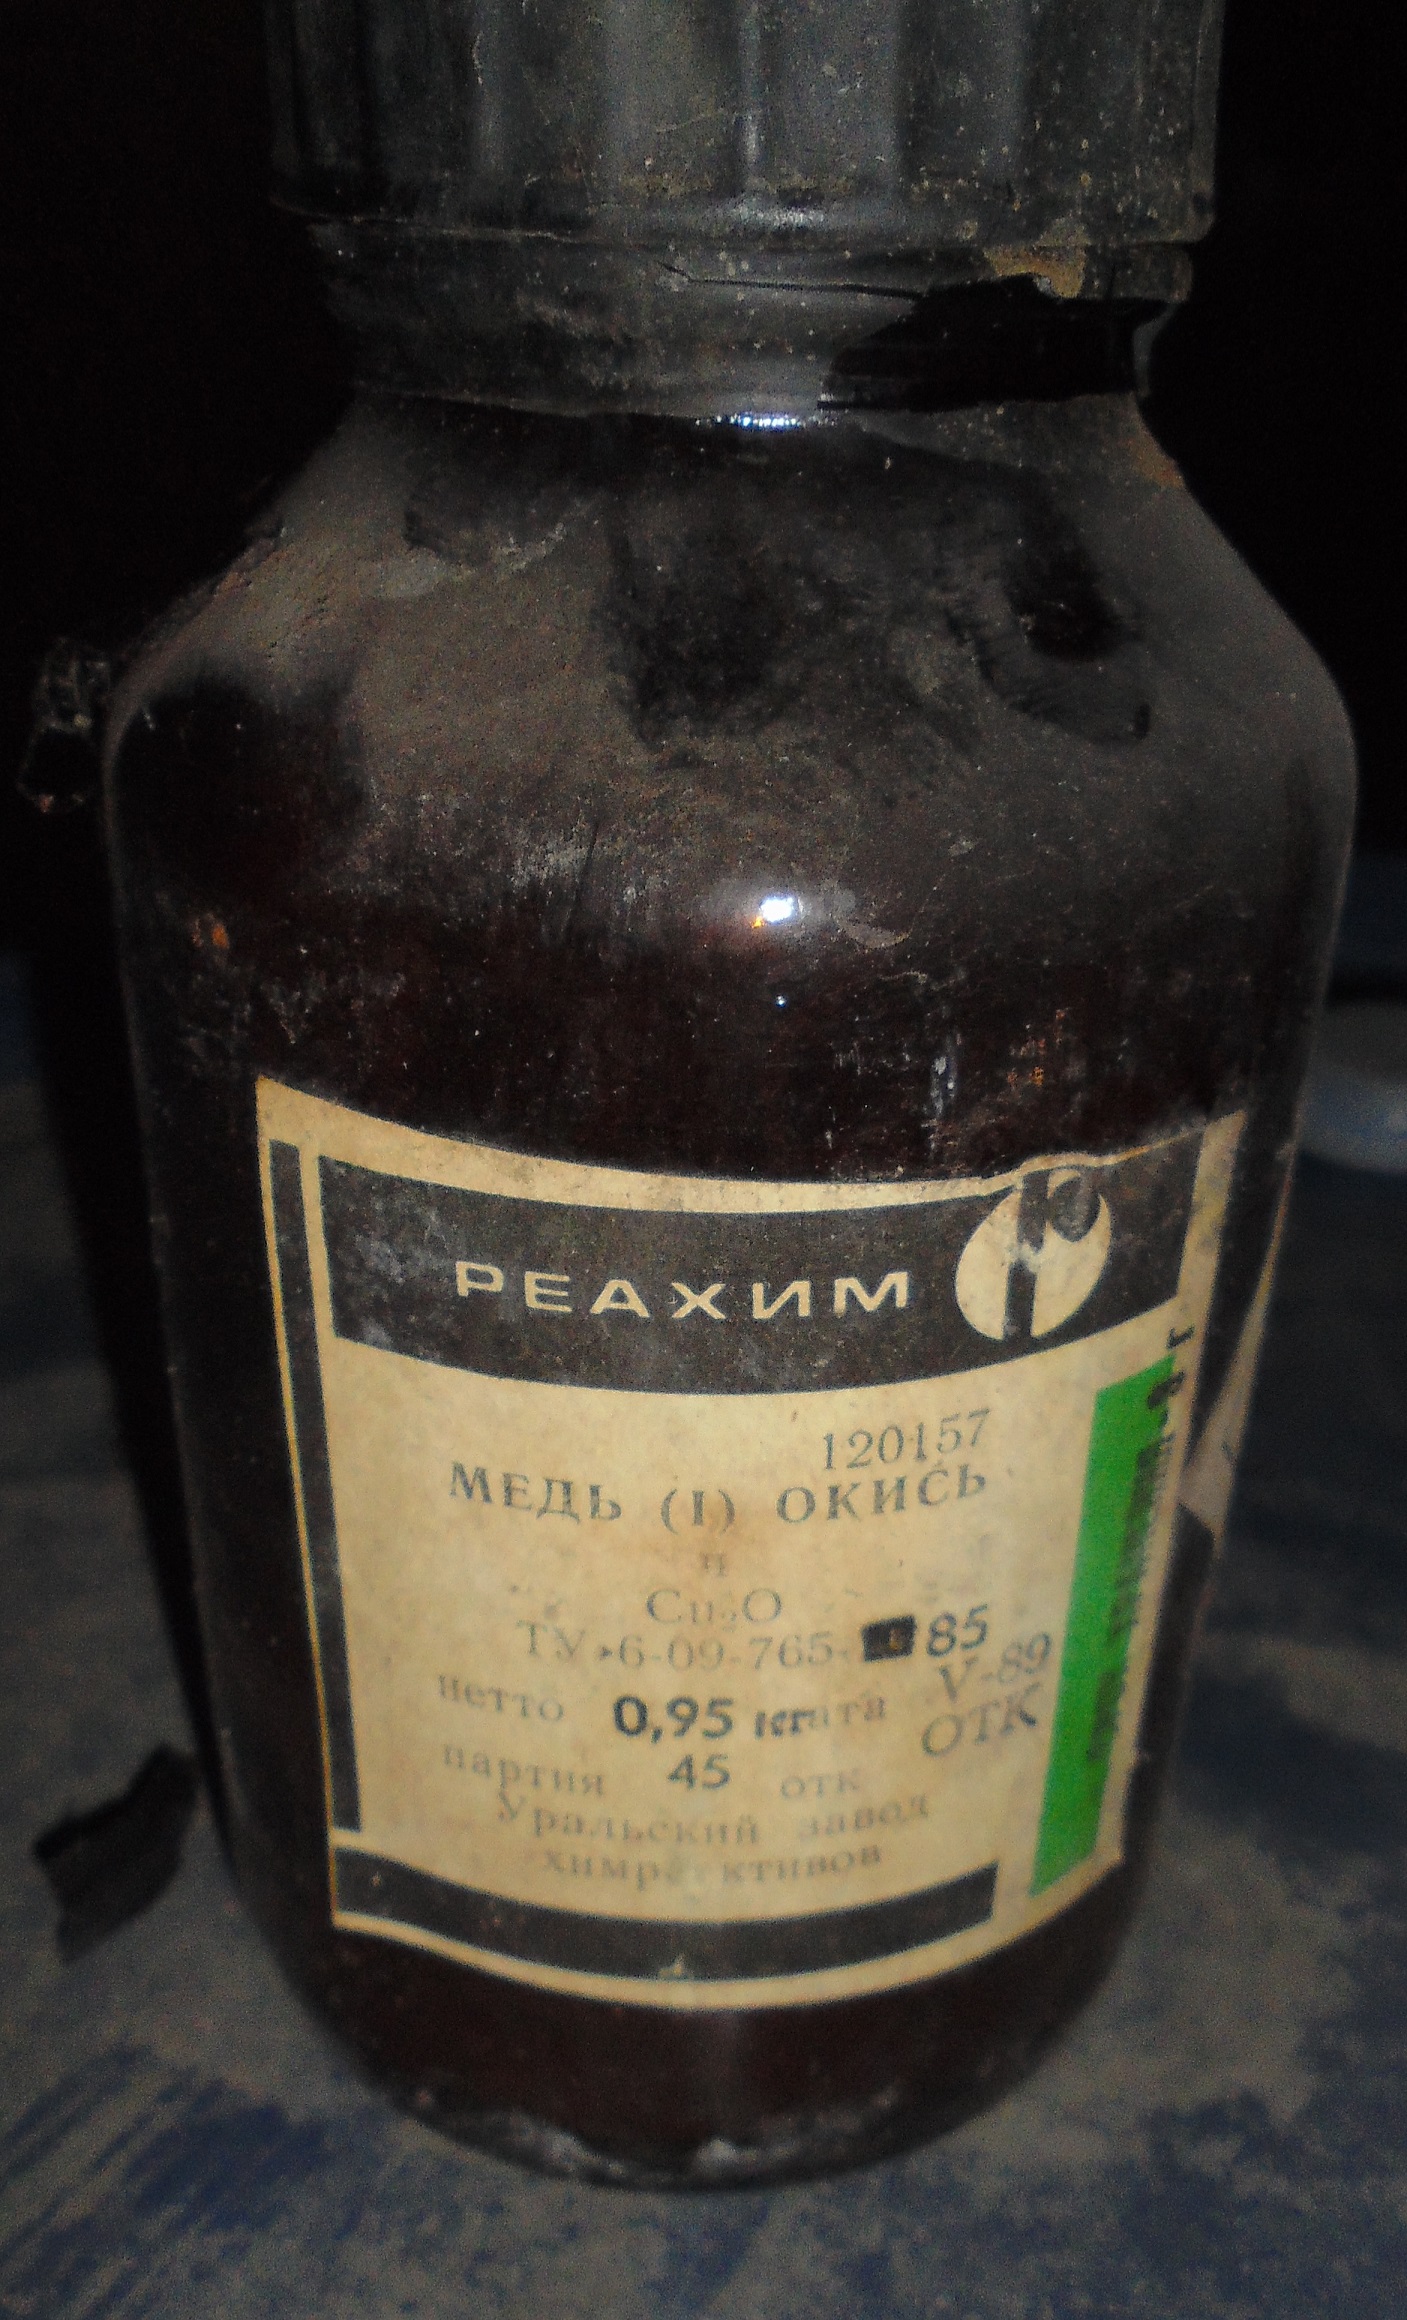 РЕАХИМ
120157
МЕДЬ (I) ОКИСЬ
ч
Cu₂O
ТУ 6-09-765- 85
нетто 0,95 кг V-89
партия 45 отк ОТК
Уральский завод
химреактивов